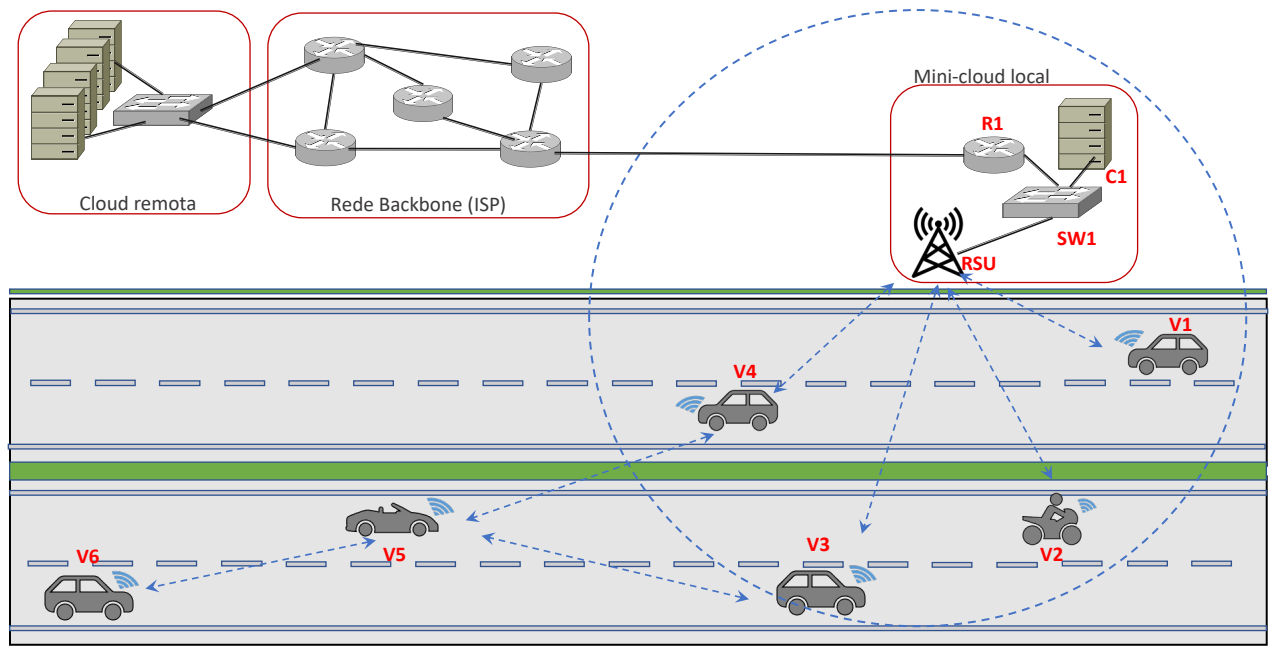 Mini-cloud local
R1
C1
Cloud remota
Rede Backbone (ISP)
SW1
RSU
V1
V4
V3
V2
V5
V6